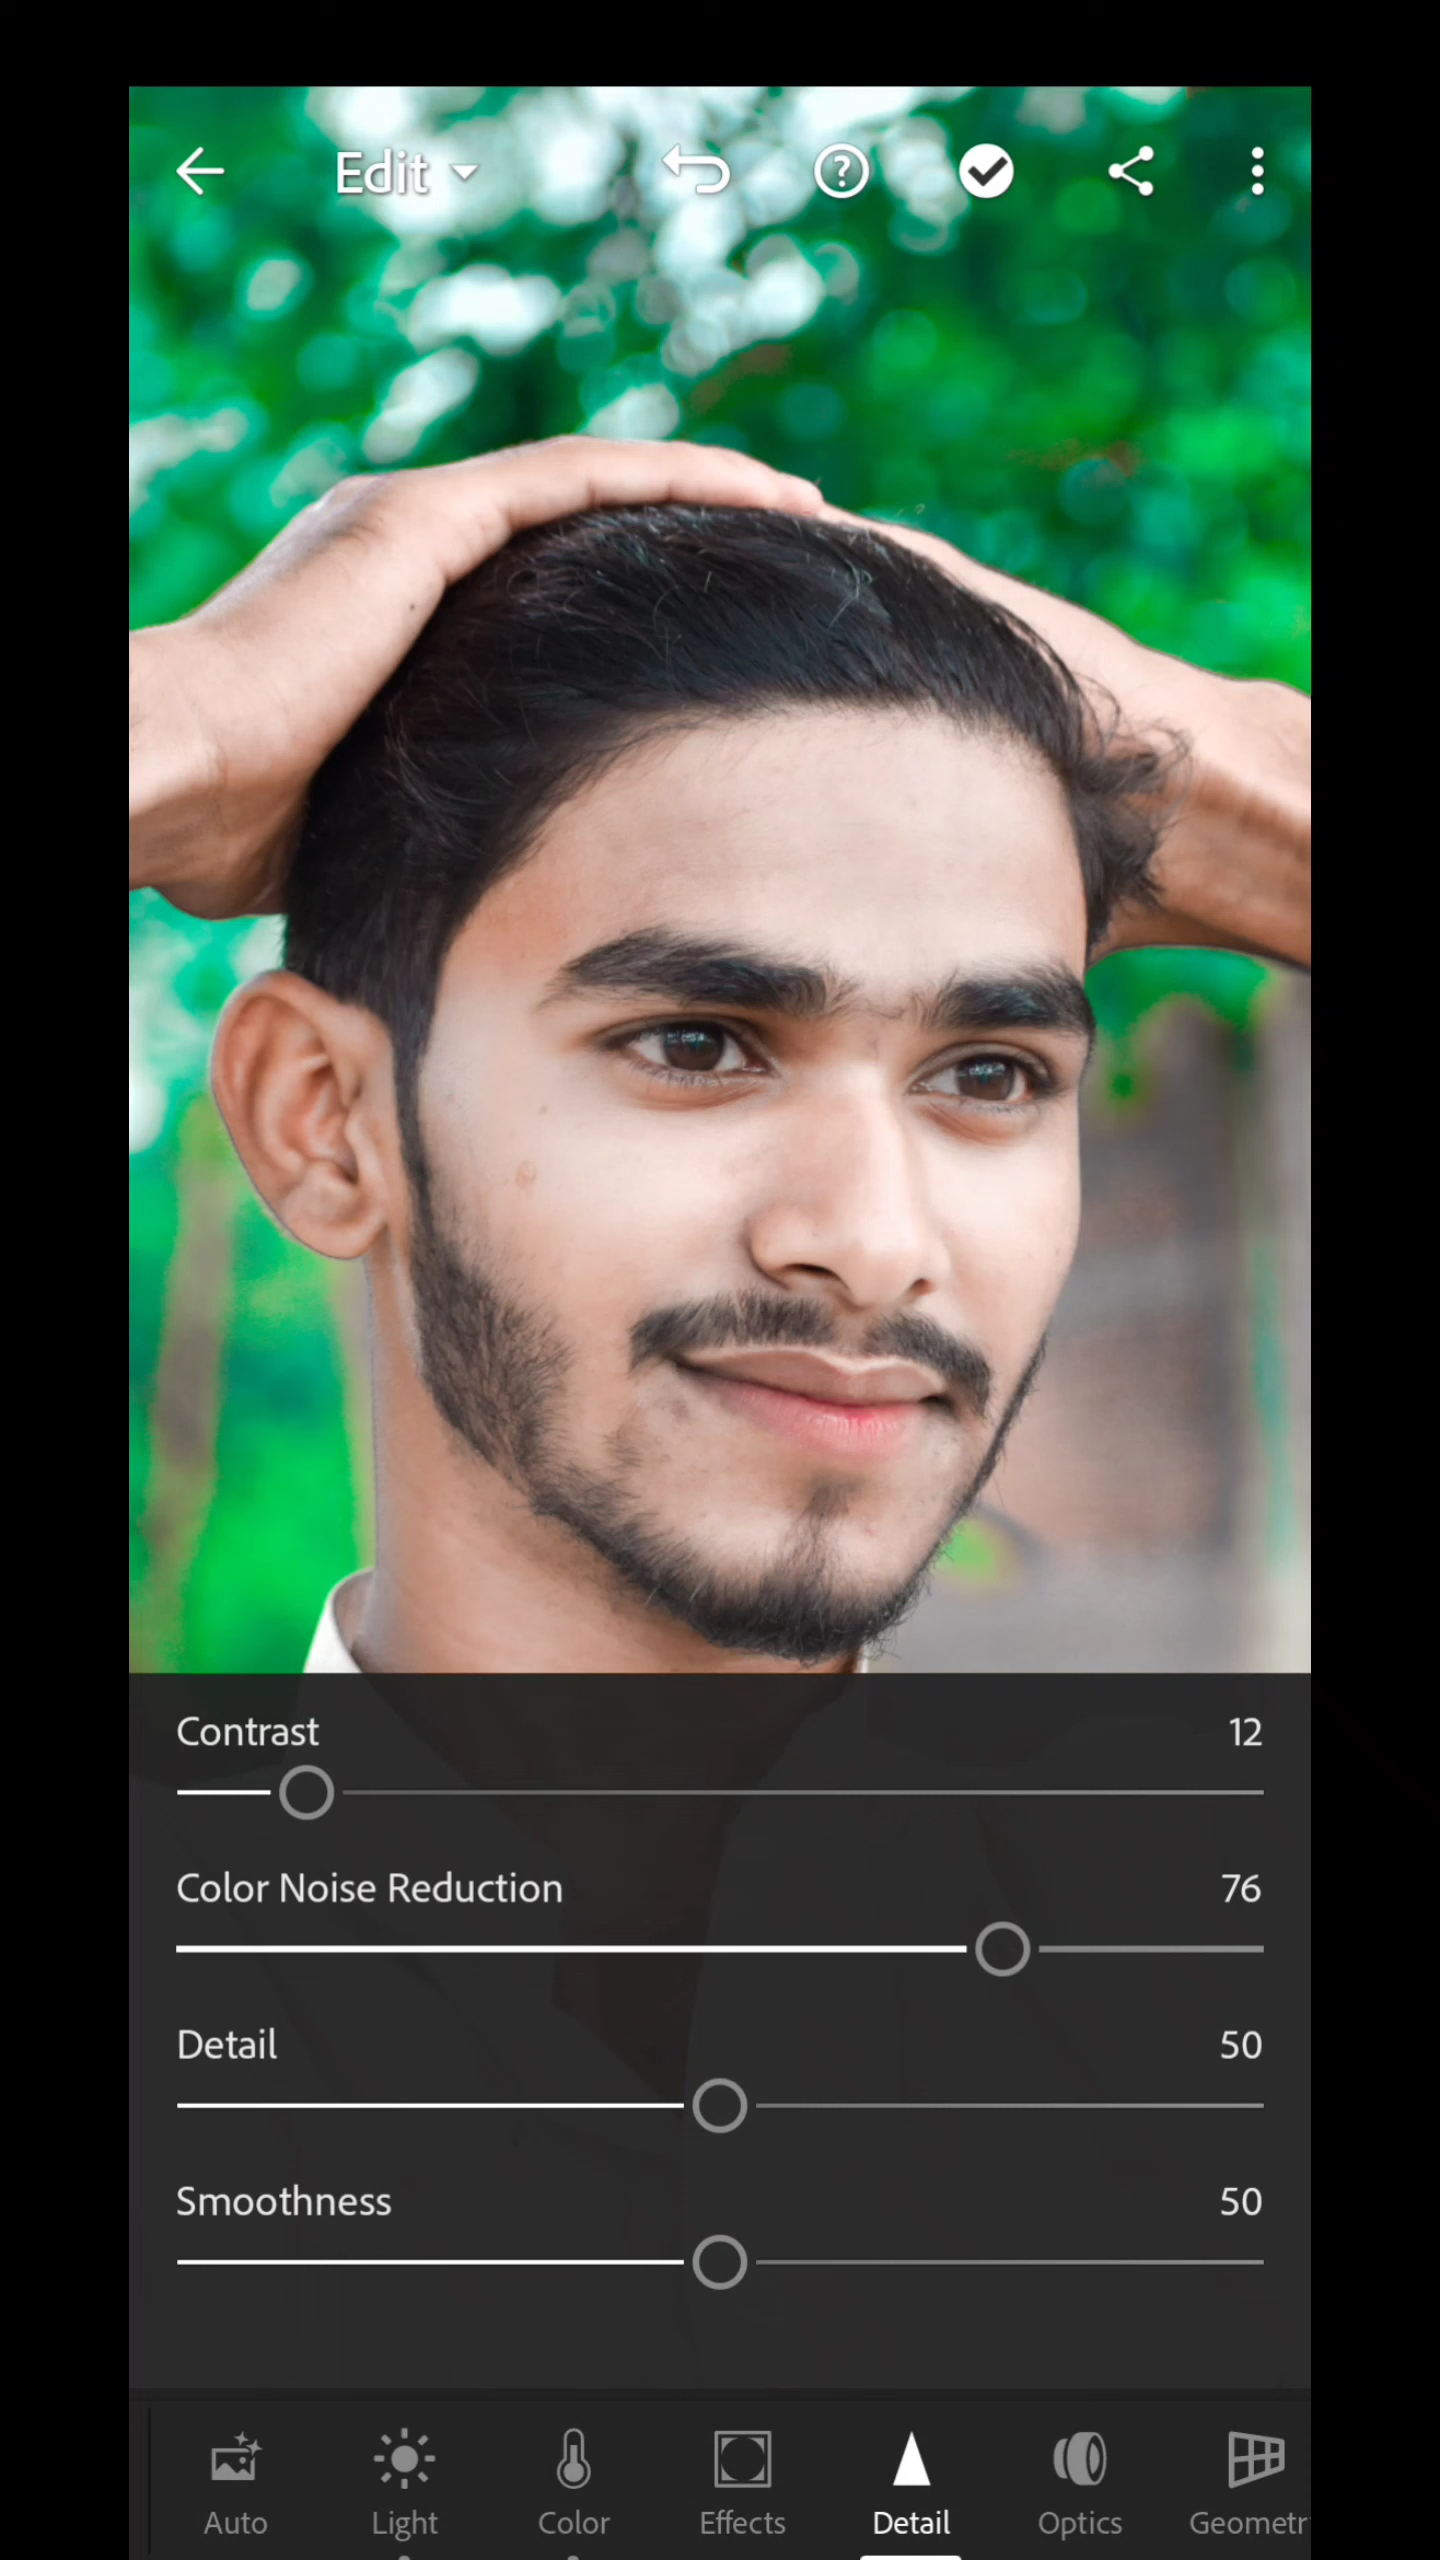 Edit
Contrast 12
Color Noise Reduction 76
Detail 50
Smoothness 50
Auto Light Color Effects Detail Optics Geometr